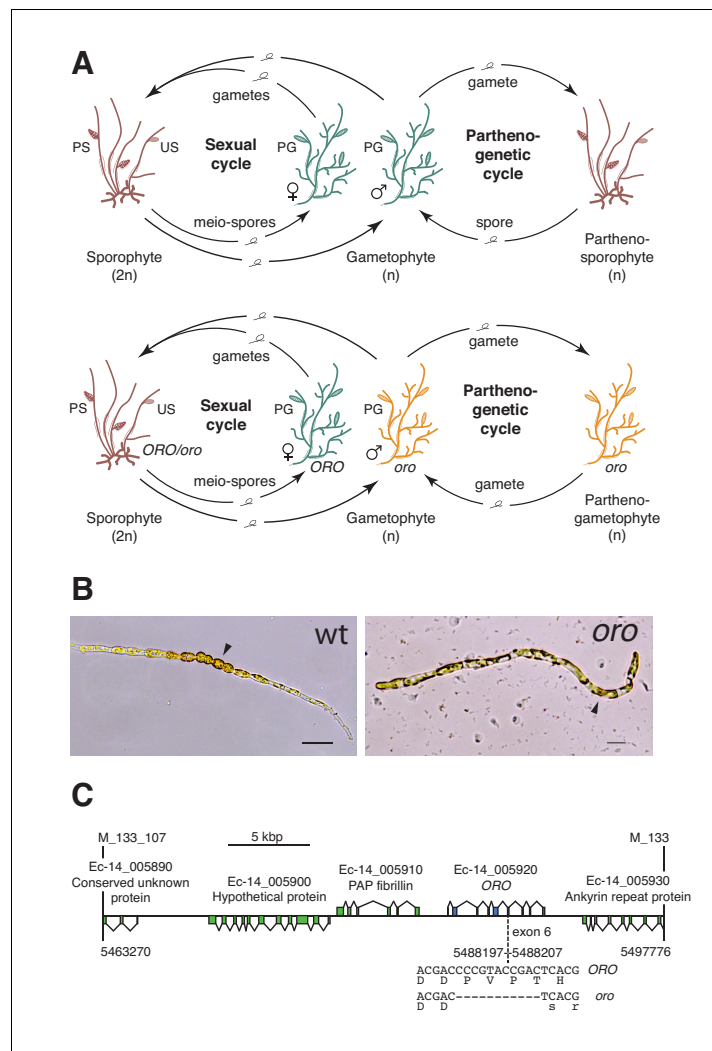 A
gametes
gamete
PS
US
Sexual
cycle
PG
♀
PG
♂
Partheno-
genetic
cycle
meio-spores
spore
Sporophyte
(2n)
Gametophyte
(n)
Partheno-
sporophyte
(n)
gametes
gamete
PS
US
Sexual
cycle
PG
PG
Partheno-
genetic
cycle
ORO/oro
♀
ORO
♂
oro
oro
meio-spores
gamete
Sporophyte
(2n)
Gametophyte
(n)
Partheno-
gametophyte
(n)
B
wt
oro
C
M_133_107
5 kbp
M_133
Ec-14_005890
Conserved unknown
protein
Ec-14_005900
Hypothetical protein
Ec-14_005910
PAP fibrillin
Ec-14_005920
ORO
Ec-14_005930
Ankyrin repeat protein
exon 6
5463270
5488197 5488207
5497776
ACGACCCCGTACCGACTCACG ORO
D D P V P T H
ACGAC--------------TCACG oro
D D s r